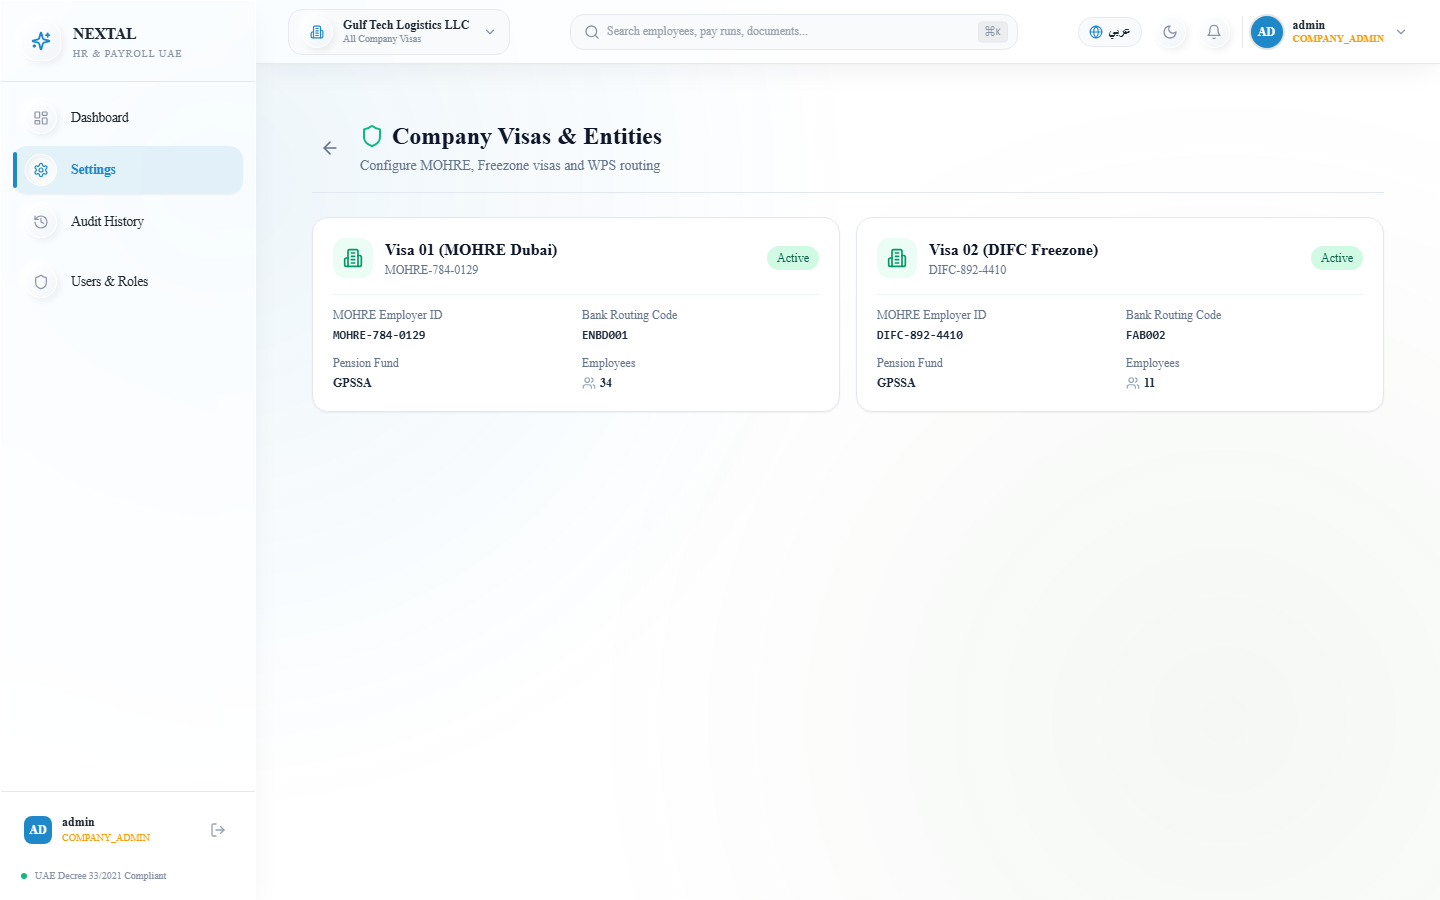 NEXTAL
HR & PAYROLL UAE
Dashboard
Settings
Audit History
Users & Roles
admin
COMPANY_ADMIN
AD
UAE Decree 33/2021 Compliant
Gulf Tech Logistics LLC
All Company Visas
Search employees, pay runs, documents...
⌘K
عربي
AD
admin
COMPANY_ADMIN
Company Visas & Entities
Configure MOHRE, Freezone visas and WPS routing
Visa 01 (MOHRE Dubai)
MOHRE-784-0129
Active
MOHRE Employer ID
MOHRE-784-0129
Bank Routing Code
ENBD001
Pension Fund
GPSSA
Employees
34
Visa 02 (DIFC Freezone)
DIFC-892-4410
Active
MOHRE Employer ID
DIFC-892-4410
Bank Routing Code
FAB002
Pension Fund
GPSSA
Employees
11